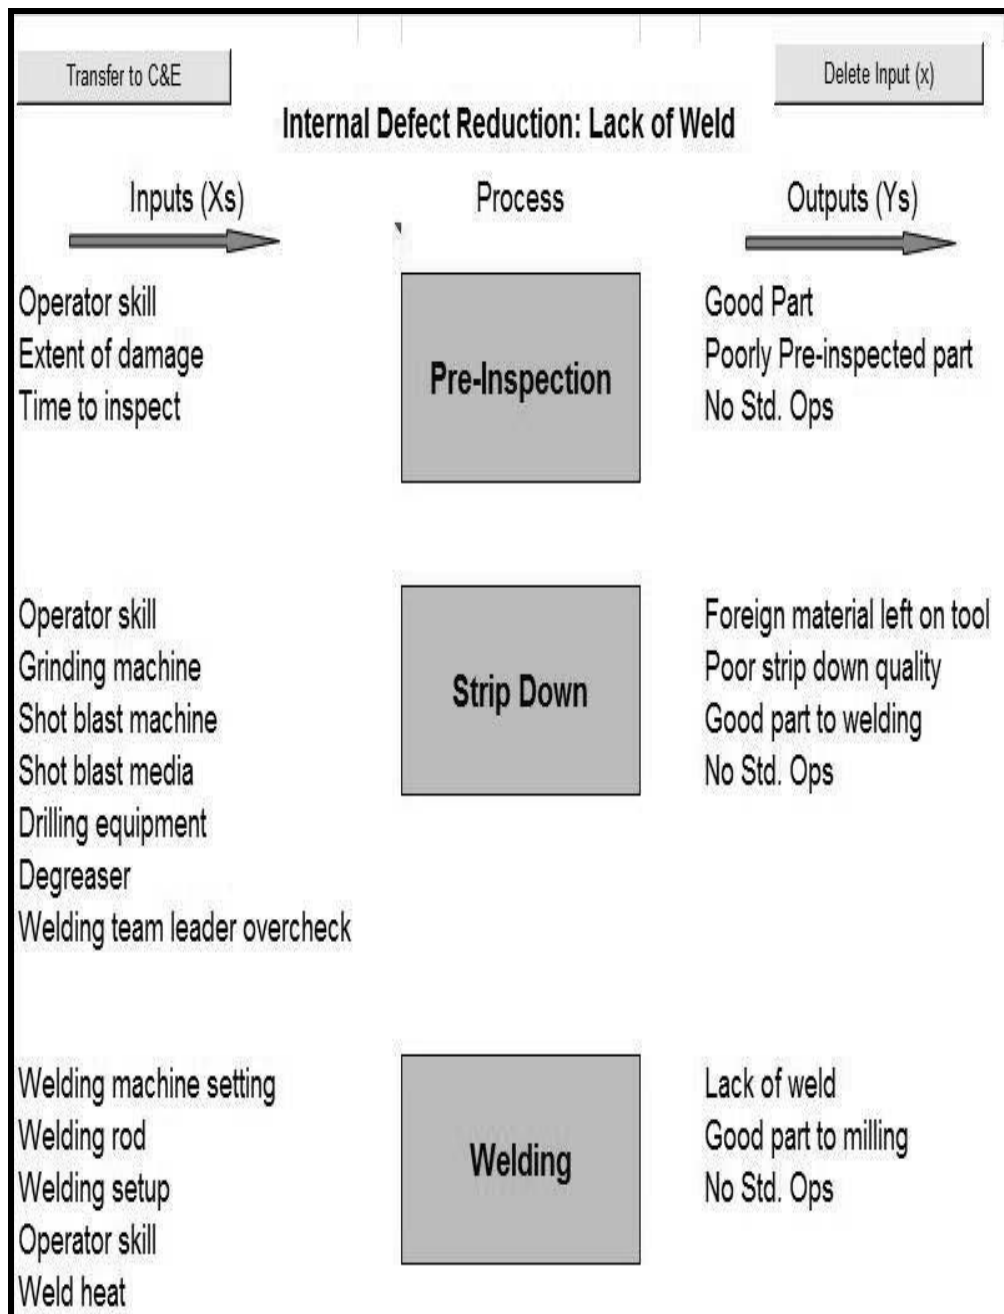 Transfer to C&E
Delete Input (x)
Internal Defect Reduction: Lack of Weld
Inputs (Xs)
Process
Outputs (Ys)
Operator skill
Extent of damage
Time to inspect
Pre-Inspection
Good Part
Poorly Pre-inspected part
No Std. Ops
Operator skill
Grinding machine
Shot blast machine
Shot blast media
Drilling equipment
Degreaser
Welding team leader overcheck
Strip Down
Foreign material left on tool
Poor strip down quality
Good part to welding
No Std. Ops
Welding machine setting
Welding rod
Welding setup
Operator skill
Weld heat
Welding
Lack of weld
Good part to milling
No Std. Ops